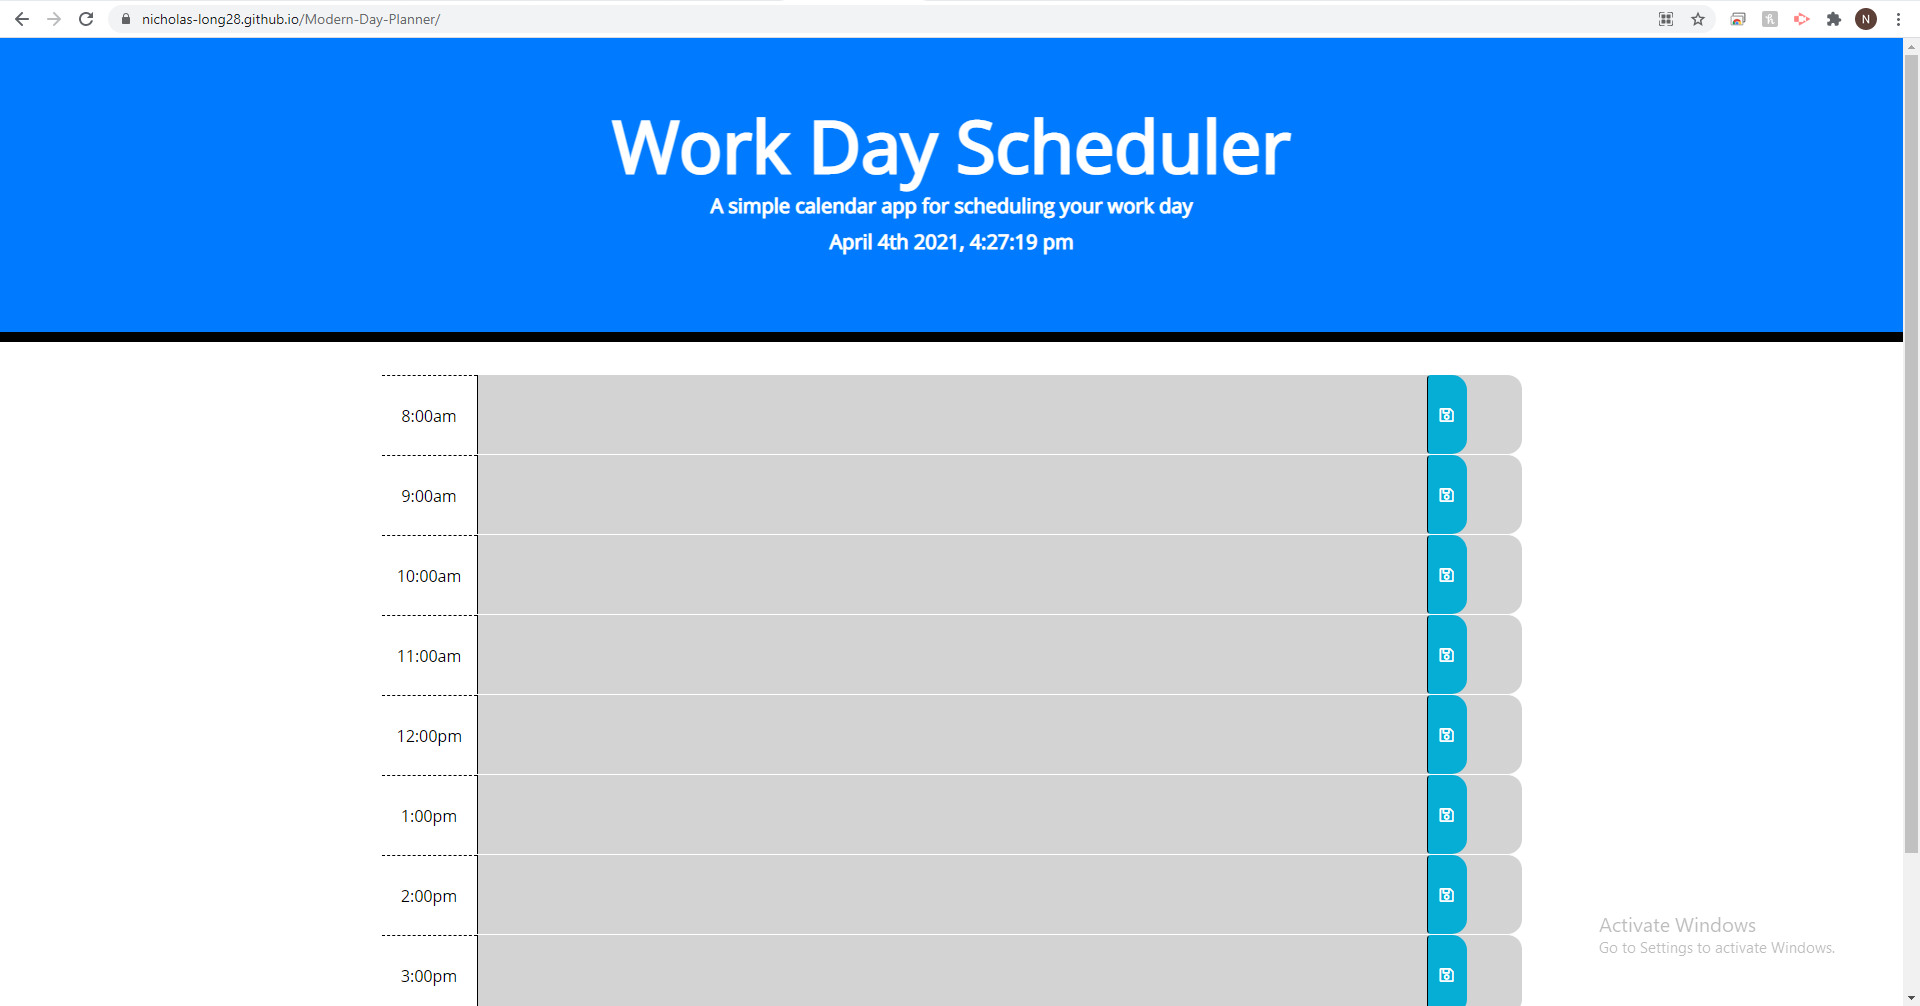 nicholas-long28.github.io/Modern-Day-Planner/
N
Work Day Scheduler
A simple calendar app for scheduling your work day
April 4th 2021, 4:27:19 pm
8:00am
9:00am
10:00am
11:00am
12:00pm
1:00pm
2:00pm
3:00pm
Activate Windows
Go to Settings to activate Windows.